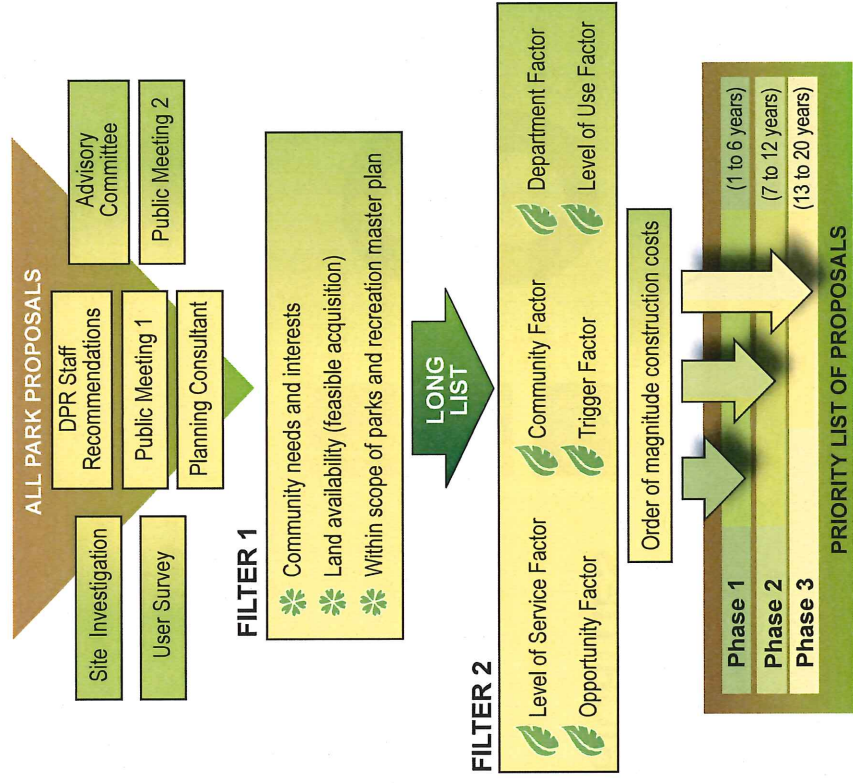 ALL PARK PROPOSALS
Site Investigation
User Survey
DPR Staff
Recommendations
Public Meeting 1
Planning Consultant
Advisory
Committee
Public Meeting 2
FILTER 1
Community needs and interests
Land availability (feasible acquisition)
Within scope of parks and recreation master plan
LONG
LIST
FILTER 2
Level of Service Factor
Community Factor
Department Factor
Opportunity Factor
Trigger Factor
Level of Use Factor
Order of magnitude construction costs
Phase 1 (1 to 6 years)
Phase 2 (7 to 12 years)
Phase 3 (13 to 20 years)
PRIORITY LIST OF PROPOSALS